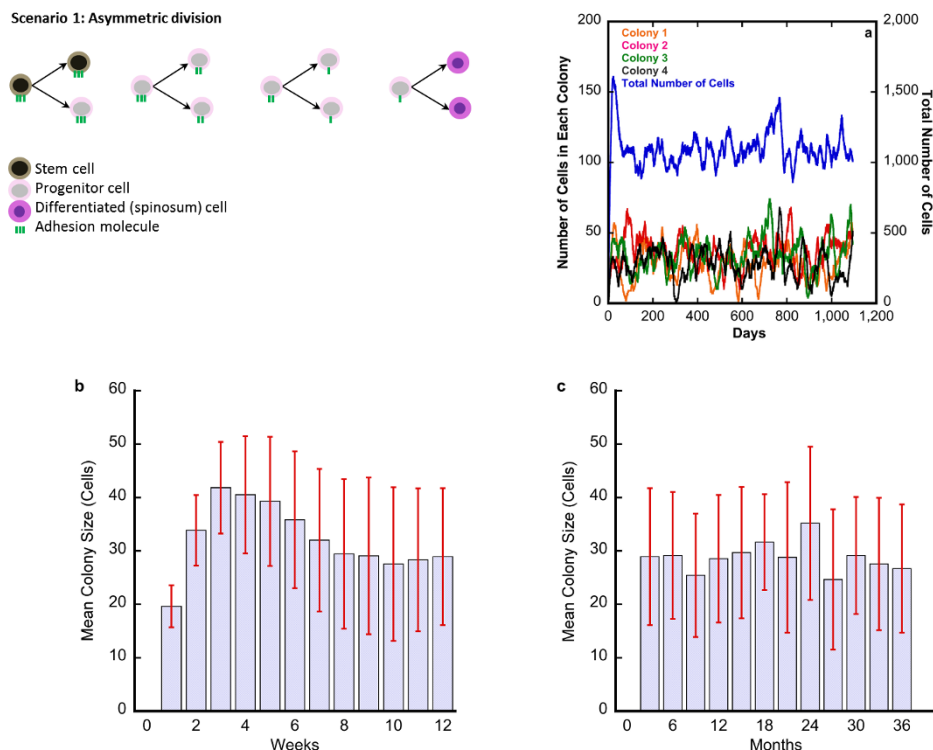 Scenario 1: Asymmetric division
Stem cell
Progenitor cell
Differentiated (spinosum) cell
Adhesion molecule
a
Colony 1
Colony 2
Colony 3
Colony 4
Total Number of Cells
200
150
100
50
0
Number of Cells in Each Colony
2,000
1,500
1,000
500
0
Total Number of Cells
0 200 400 600 800 1,000 1,200
Days
b
60
50
40
30
20
10
0
Mean Colony Size (Cells)
0 2 4 6 8 10 12
Weeks
c
60
50
40
30
20
10
0
Mean Colony Size (Cells)
0 6 12 18 24 30 36
Months